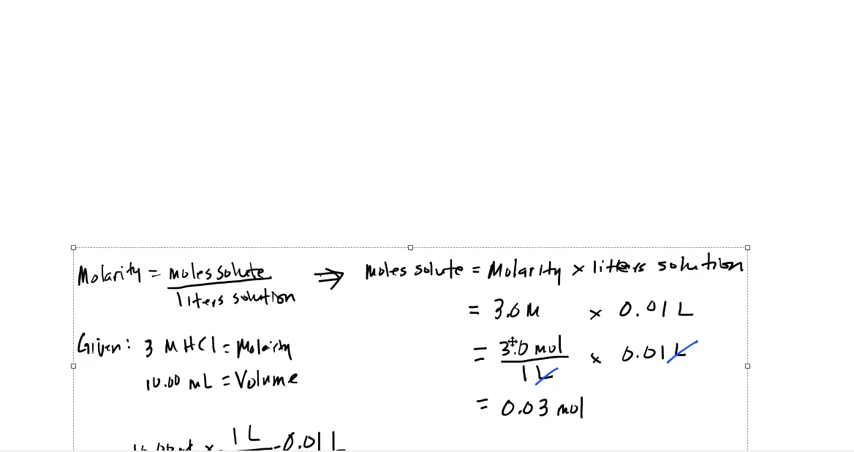 Molarity = moles solute / liters solution ⇒ moles solute = Molarity × liters solution
= 3.0 M × 0.01 L
Given: 3 M HCl = Molarity
= 3.0 mol / 1 L × 0.01 L
10.00 mL = Volume
= 0.03 mol
× 1 L = 0.01 L